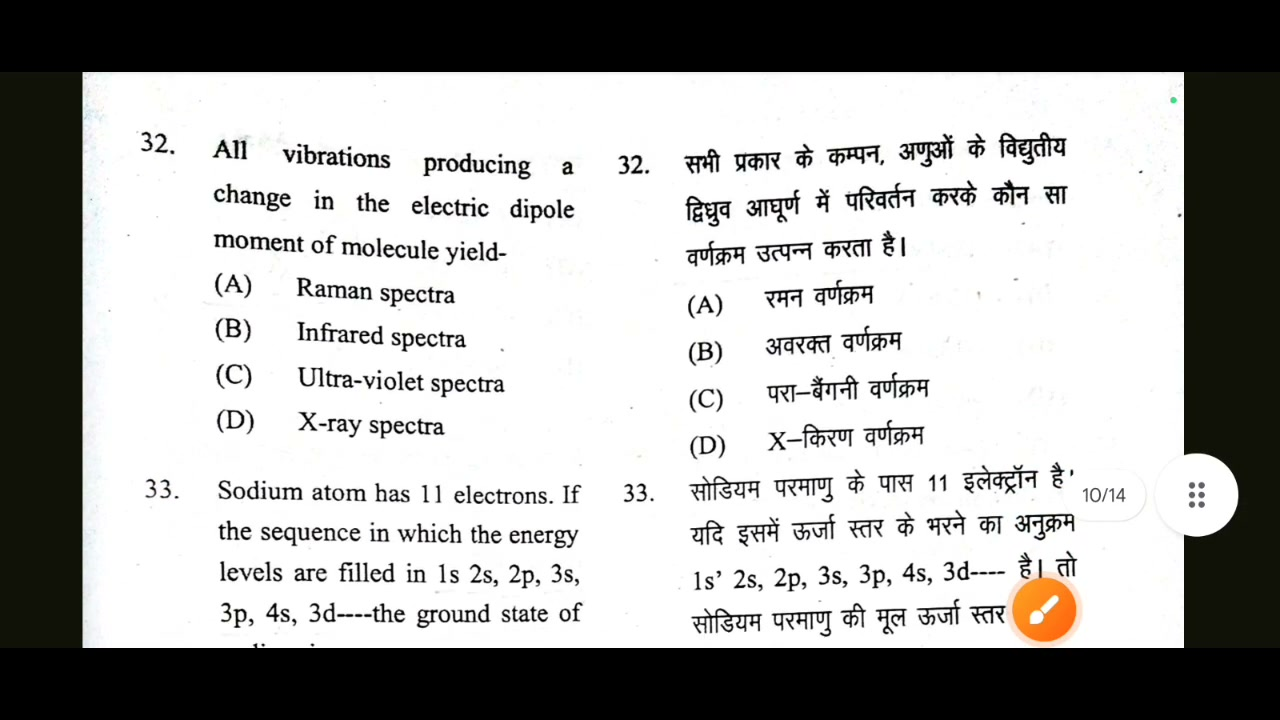 32. All vibrations producing a
change in the electric dipole
moment of molecule yield-
(A) Raman spectra
(B) Infrared spectra
(C) Ultra-violet spectra
(D) X-ray spectra
33. Sodium atom has 11 electrons. If
the sequence in which the energy
levels are filled in 1s 2s, 2p, 3s,
3p, 4s, 3d----the ground state of
32. सभी प्रकार के कम्पन, अणुओं के विद्युतीय
द्विध्रुव आघूर्ण में परिवर्तन करके कौन सा
वर्णक्रम उत्पन्न करता है।
(A) रमन वर्णक्रम
(B) अवरक्त वर्णक्रम
(C) परा–बैंगनी वर्णक्रम
(D) X–किरण वर्णक्रम
33. सोडियम परमाणु के पास 11 इलेक्ट्रॉन है'
यदि इसमें ऊर्जा स्तर के भरने का अनुक्रम
1s’ 2s, 2p, 3s, 3p, 4s, 3d---- है। तो
सोडियम परमाणु की मूल ऊर्जा स्तर
10/14